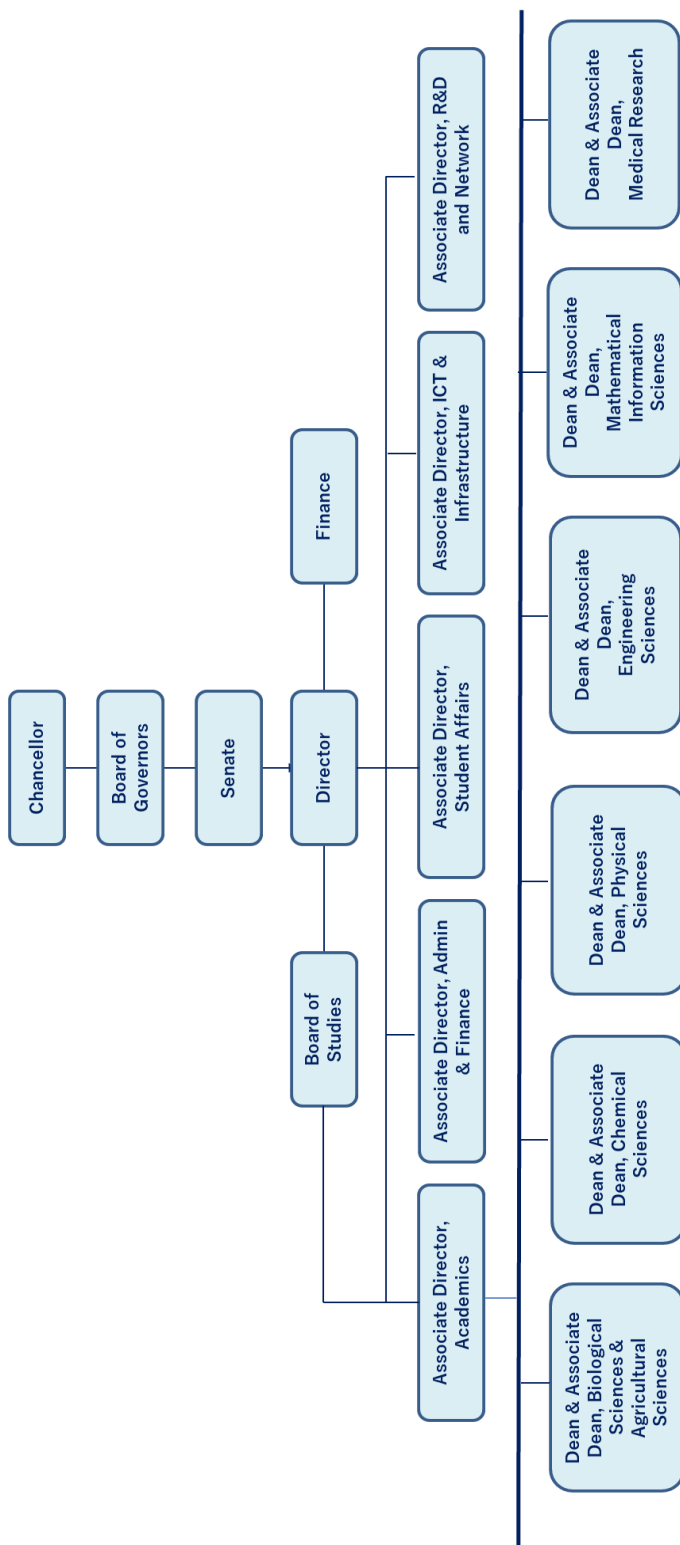 Chancellor
Board of
Governors
Senate
Board of
Studies
Director
Finance
Associate Director,
Academics
Associate Director, Admin
& Finance
Associate Director,
Student Affairs
Associate Director, ICT &
Infrastructure
Associate Director, R&D
and Network
Dean & Associate
Dean, Biological
Sciences &
Agricultural
Sciences
Dean & Associate
Dean, Chemical
Sciences
Dean & Associate
Dean, Physical
Sciences
Dean & Associate
Dean,
Engineering
Sciences
Dean & Associate
Dean,
Mathematical
Information
Sciences
Dean & Associate
Dean,
Medical Research